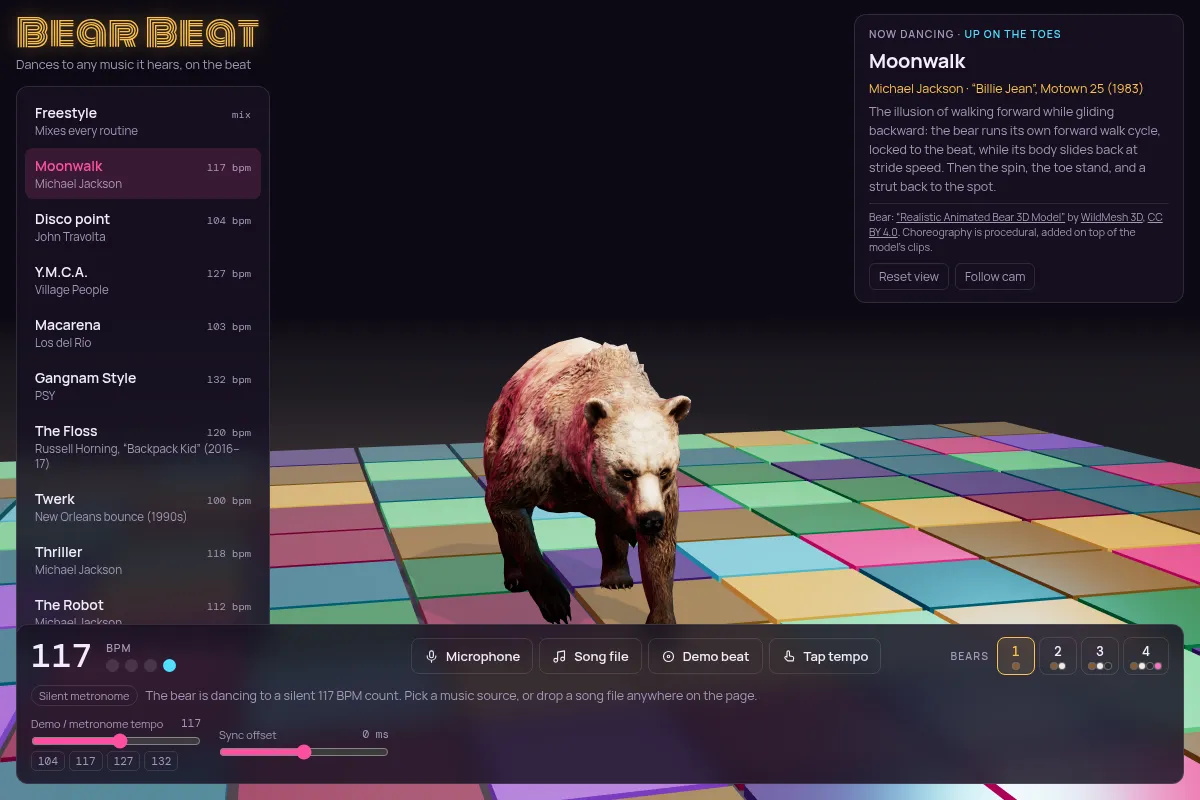 BEAR BEAT
Dances to any music it hears, on the beat
Freestyle
mix
Mixes every routine
Moonwalk
117 bpm
Michael Jackson
Disco point
104 bpm
John Travolta
Y.M.C.A.
127 bpm
Village People
Macarena
103 bpm
Los del Río
Gangnam Style
132 bpm
PSY
The Floss
120 bpm
Russell Horning, “Backpack Kid” (2016–
17)
Twerk
100 bpm
New Orleans bounce (1990s)
Thriller
118 bpm
Michael Jackson
The Robot
112 bpm
Michael Jackson
NOW DANCING · UP ON THE TOES
Moonwalk
Michael Jackson · “Billie Jean”, Motown 25 (1983)
The illusion of walking forward while gliding
backward: the bear runs its own forward walk cycle,
locked to the beat, while its body slides back at
stride speed. Then the spin, the toe stand, and a
strut back to the spot.
Bear: "Realistic Animated Bear 3D Model" by WildMesh 3D, CC
BY 4.0. Choreography is procedural, added on top of the
model's clips.
Reset view
Follow cam
117
BPM
Microphone
Song file
Demo beat
Tap tempo
BEARS
1
2
3
4
Silent metronome
The bear is dancing to a silent 117 BPM count. Pick a music source, or drop a song file anywhere on the page.
Demo / metronome tempo
117
104
117
127
132
Sync offset
0 ms